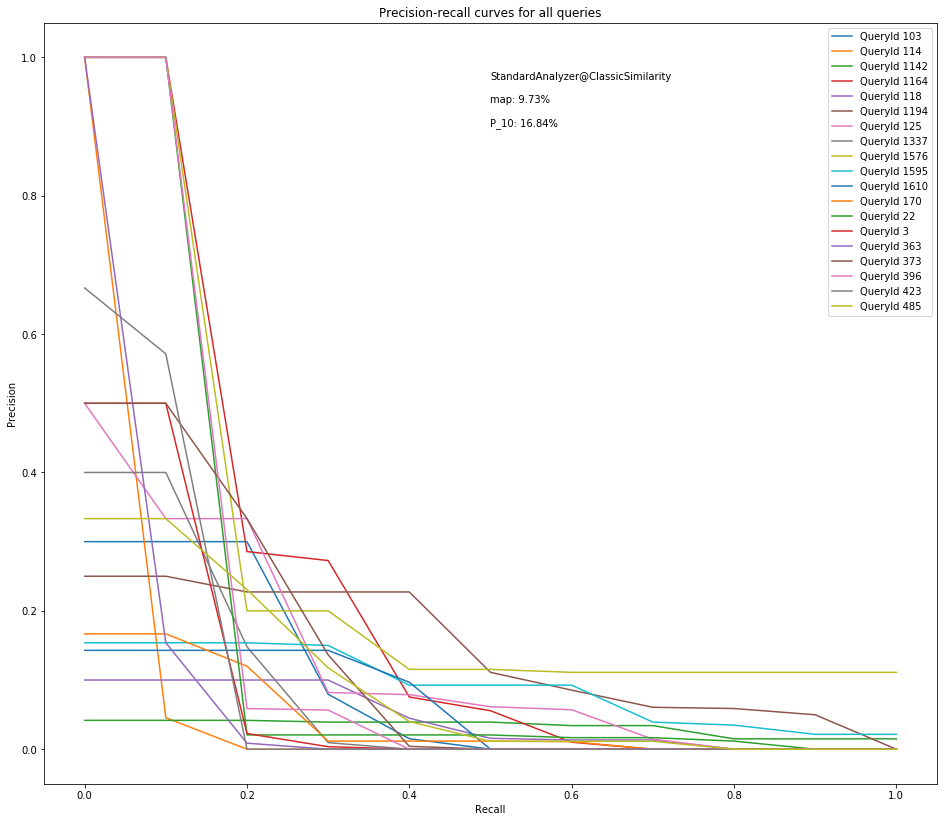 Precision-recall curves for all queries
QueryId 103
QueryId 114
QueryId 1142
QueryId 1164
QueryId 118
QueryId 1194
QueryId 125
QueryId 1337
QueryId 1576
QueryId 1595
QueryId 1610
QueryId 170
QueryId 22
QueryId 3
QueryId 363
QueryId 373
QueryId 396
QueryId 423
QueryId 485
StandardAnalyzer@ClassicSimilarity
map: 9.73%
P_10: 16.84%
Precision
1.0
0.8
0.6
0.4
0.2
0.0
0.0 0.2 0.4 0.6 0.8 1.0
Recall